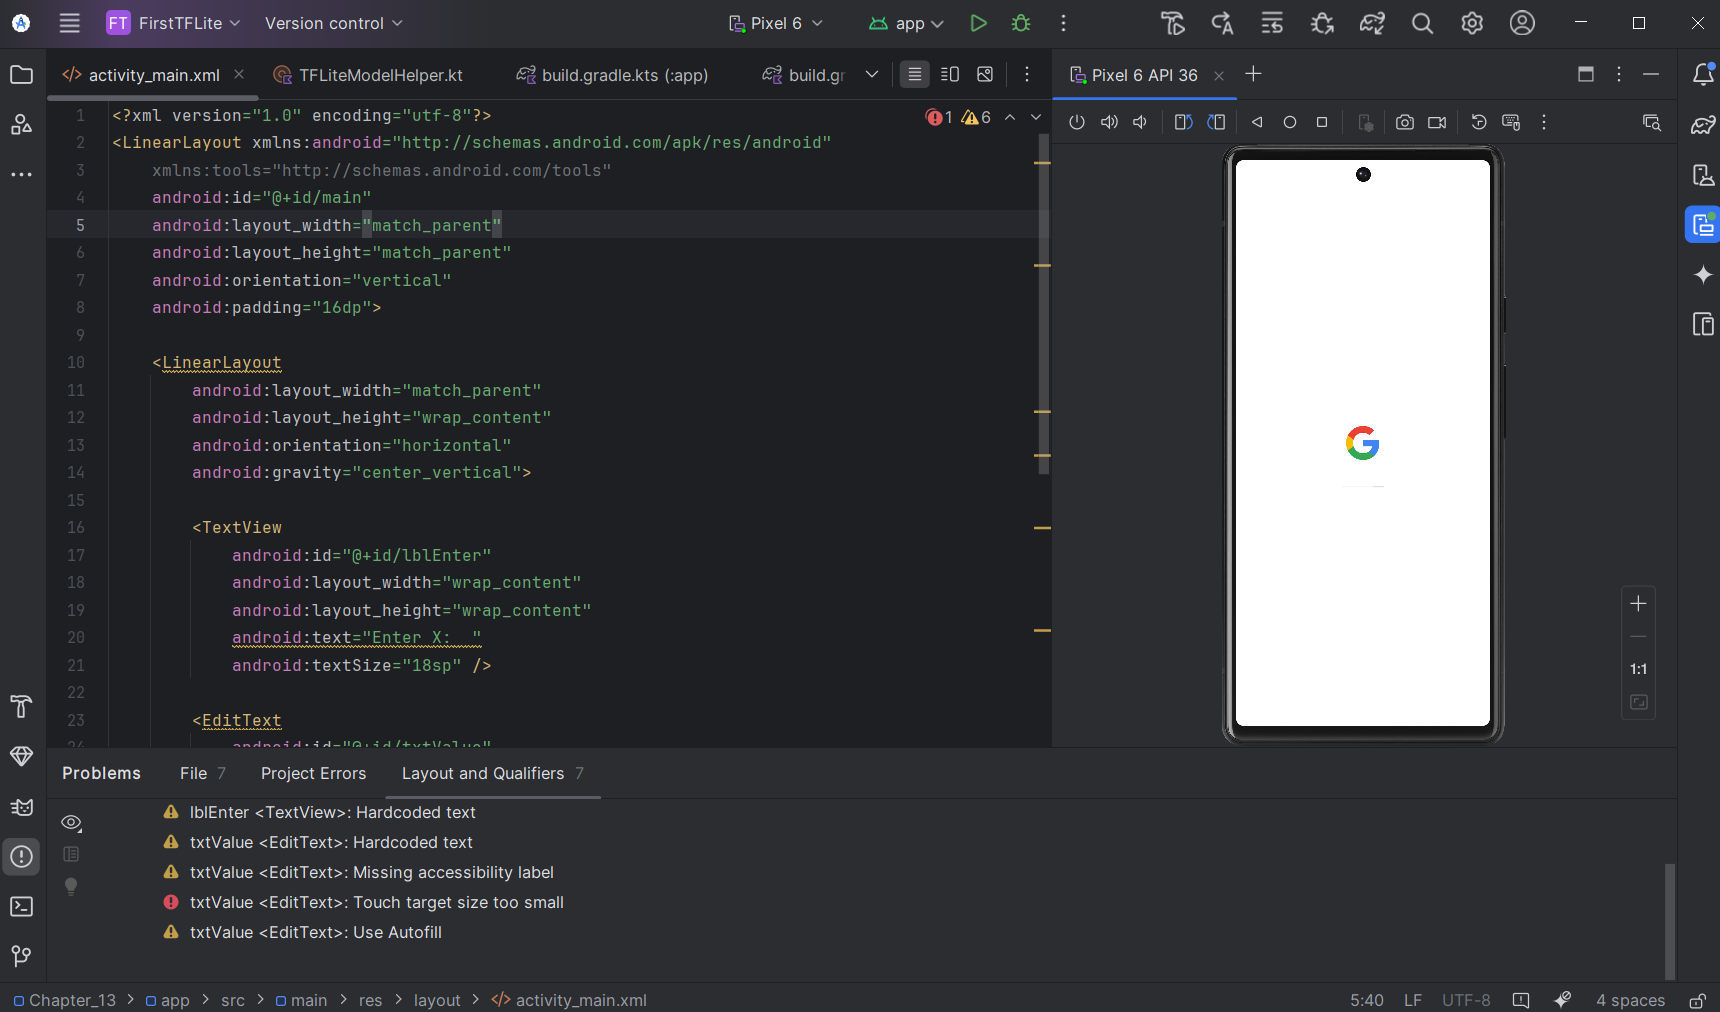 FT FirstTFLite Version control Pixel 6 app
activity_main.xml TFLiteModelHelper.kt build.gradle.kts (:app) build.gr Pixel 6 API 36
1 <?xml version="1.0" encoding="utf-8"?> 1 6
2 <LinearLayout xmlns:android="http://schemas.android.com/apk/res/android"
3 xmlns:tools="http://schemas.android.com/tools"
4 android:id="@+id/main"
5 android:layout_width="match_parent"
6 android:layout_height="match_parent"
7 android:orientation="vertical"
8 android:padding="16dp">
9
10 <LinearLayout
11 android:layout_width="match_parent"
12 android:layout_height="wrap_content"
13 android:orientation="horizontal"
14 android:gravity="center_vertical">
15
16 <TextView
17 android:id="@+id/lblEnter"
18 android:layout_width="wrap_content"
19 android:layout_height="wrap_content"
20 android:text="Enter X:  "
21 android:textSize="18sp" />
22
23 <EditText
24 android:id="@+id/txtValue"
1:1
Problems File 7 Project Errors Layout and Qualifiers 7
lblEnter <TextView>: Hardcoded text
txtValue <EditText>: Hardcoded text
txtValue <EditText>: Missing accessibility label
txtValue <EditText>: Touch target size too small
txtValue <EditText>: Use Autofill
Chapter_13 > app > src > main > res > layout > activity_main.xml 5:40 LF UTF-8 4 spaces